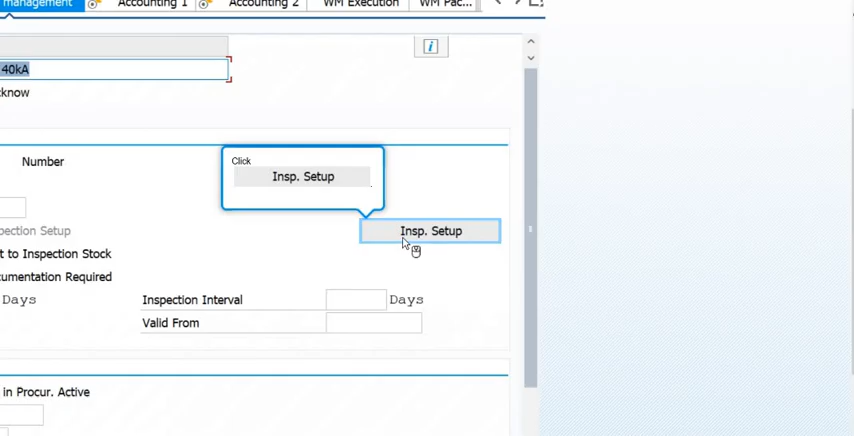 management Accounting 1 Accounting 2 WM Execution WM Pac...
i
40kA
cknow
Number
Click
Insp. Setup
.
pection Setup
Insp. Setup
t to Inspection Stock
cumentation Required
Days Inspection Interval Days
Valid From
in Procur. Active